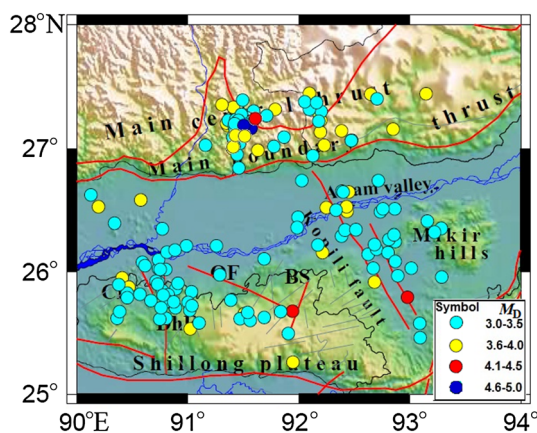 28°N
27°
26°
25°
90°E
91°
92°
93°
94°
Main central thrust
Main boundary thrust
Assam valley
Kopili fault
Mikir
hills
OF
BS
DhF
Shillong plateau
Symbol M_D
3.0-3.5
3.6-4.0
4.1-4.5
4.6-5.0